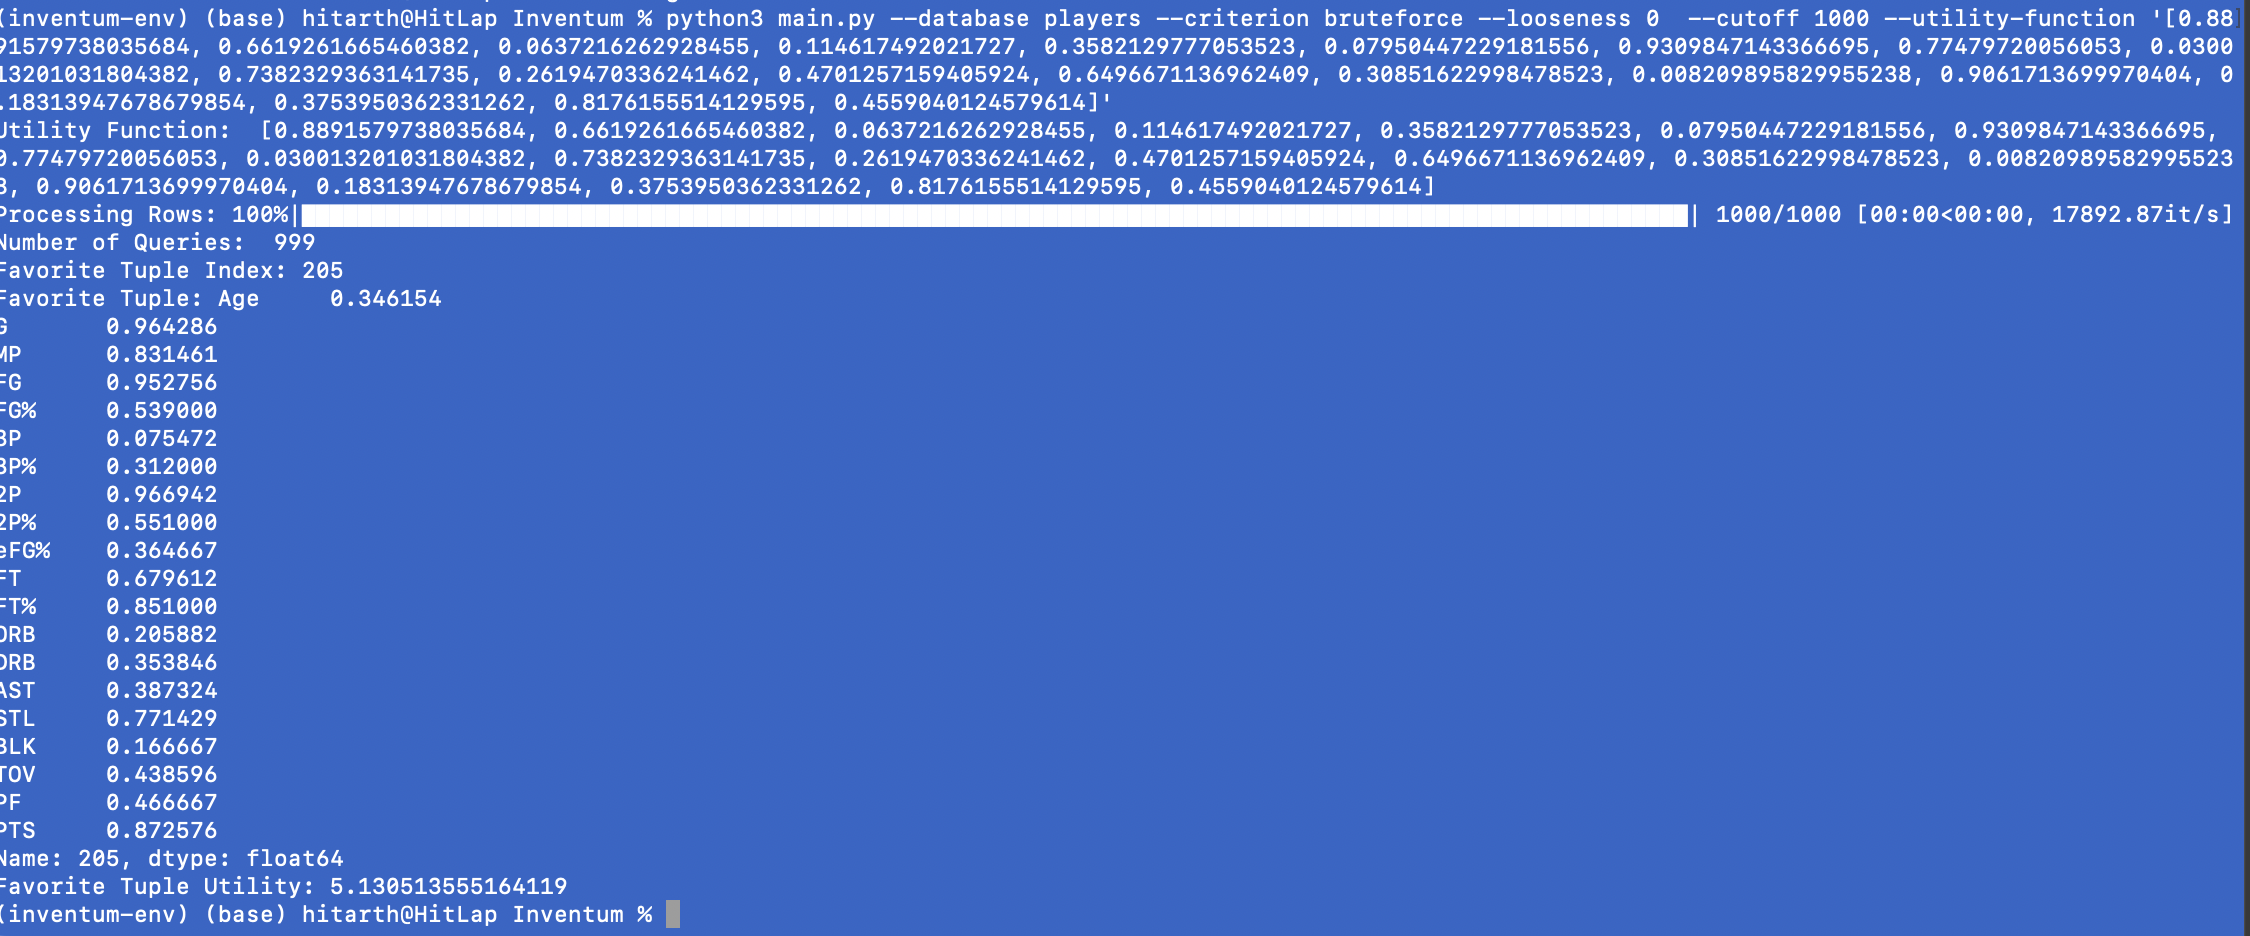 (inventum-env) (base) hitarth@HitLap Inventum % python3 main.py --database players --criterion bruteforce --looseness 0  --cutoff 1000 --utility-function '[0.88
91579738035684, 0.6619261665460382, 0.0637216262928455, 0.114617492021727, 0.3582129777053523, 0.07950447229181556, 0.9309847143366695, 0.77479720056053, 0.0300
13201031804382, 0.7382329363141735, 0.2619470336241462, 0.4701257159405924, 0.6496671136962409, 0.30851622998478523, 0.008209895829955238, 0.9061713699970404, 0
.18313947678679854, 0.3753950362331262, 0.8176155514129595, 0.4559040124579614]'
Utility Function:  [0.8891579738035684, 0.6619261665460382, 0.0637216262928455, 0.114617492021727, 0.3582129777053523, 0.07950447229181556, 0.9309847143366695,
0.77479720056053, 0.030013201031804382, 0.7382329363141735, 0.2619470336241462, 0.4701257159405924, 0.6496671136962409, 0.30851622998478523, 0.00820989582995523
8, 0.9061713699970404, 0.18313947678679854, 0.3753950362331262, 0.8176155514129595, 0.4559040124579614]
Processing Rows: 100%| | 1000/1000 [00:00<00:00, 17892.87it/s]
Number of Queries:  999
Favorite Tuple Index: 205
Favorite Tuple: Age     0.346154
G       0.964286
MP      0.831461
FG      0.952756
FG%     0.539000
3P      0.075472
3P%     0.312000
2P      0.966942
2P%     0.551000
eFG%    0.364667
FT      0.679612
FT%     0.851000
ORB     0.205882
DRB     0.353846
AST     0.387324
STL     0.771429
BLK     0.166667
TOV     0.438596
PF      0.466667
PTS     0.872576
Name: 205, dtype: float64
Favorite Tuple Utility: 5.130513555164119
(inventum-env) (base) hitarth@HitLap Inventum %